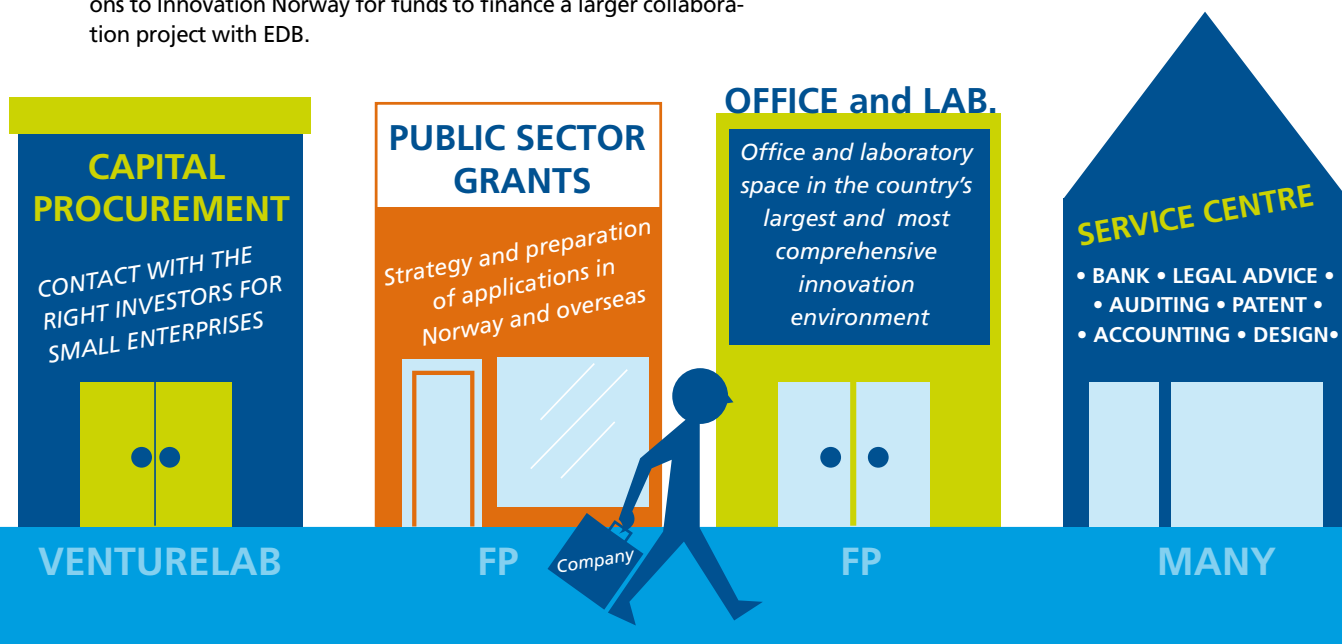 ons to Innovation Norway for funds to finance a larger collabora-
tion project with EDB.
CAPITAL
PROCUREMENT
CONTACT WITH THE
RIGHT INVESTORS FOR
SMALL ENTERPRISES
VENTURELAB
PUBLIC SECTOR
GRANTS
Strategy and preparation
of applications in
Norway and overseas
FP
Company
OFFICE and LAB.
Office and laboratory
space in the country's
largest and most
comprehensive
innovation
environment
FP
SERVICE CENTRE
• BANK • LEGAL ADVICE •
• AUDITING • PATENT •
• ACCOUNTING • DESIGN•
MANY